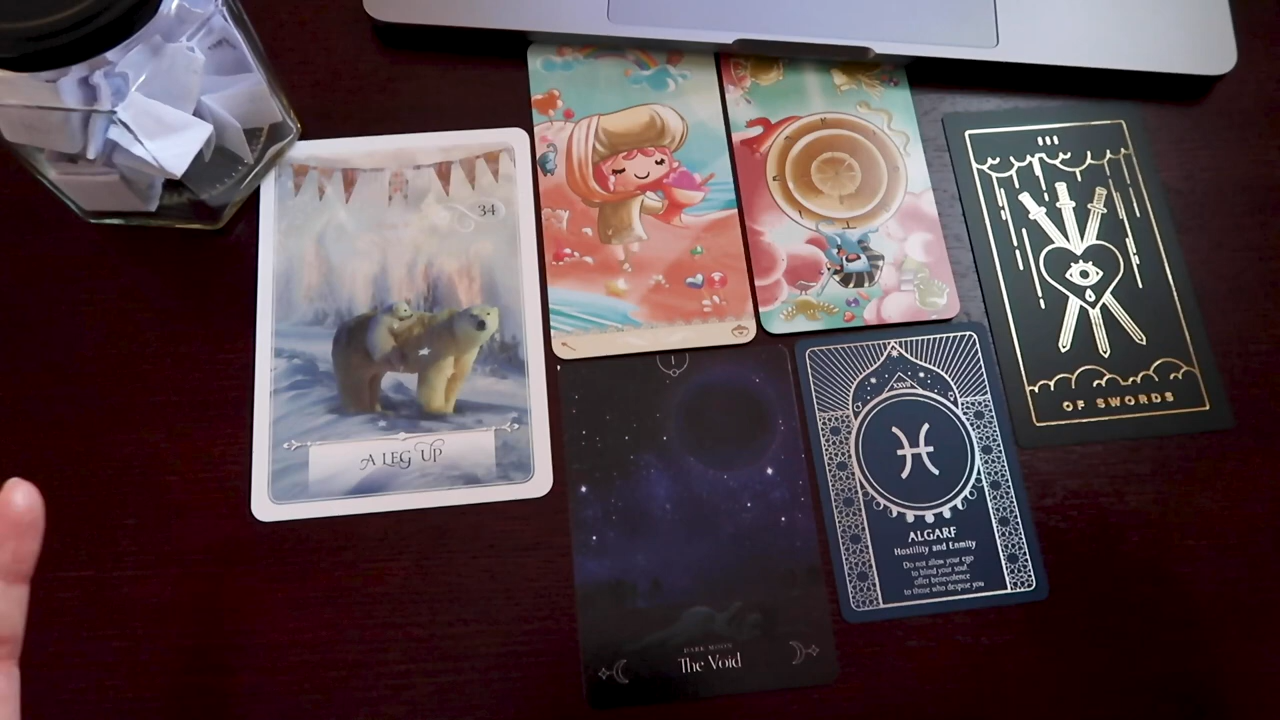 34
A LEG UP
I
DARK MOON
The Void
XXVII
ALGARF
Hostility and Enmity
Do not allow your ego
to blind your soul.
offer benevolence
to those who despise you
III
OF SWORDS